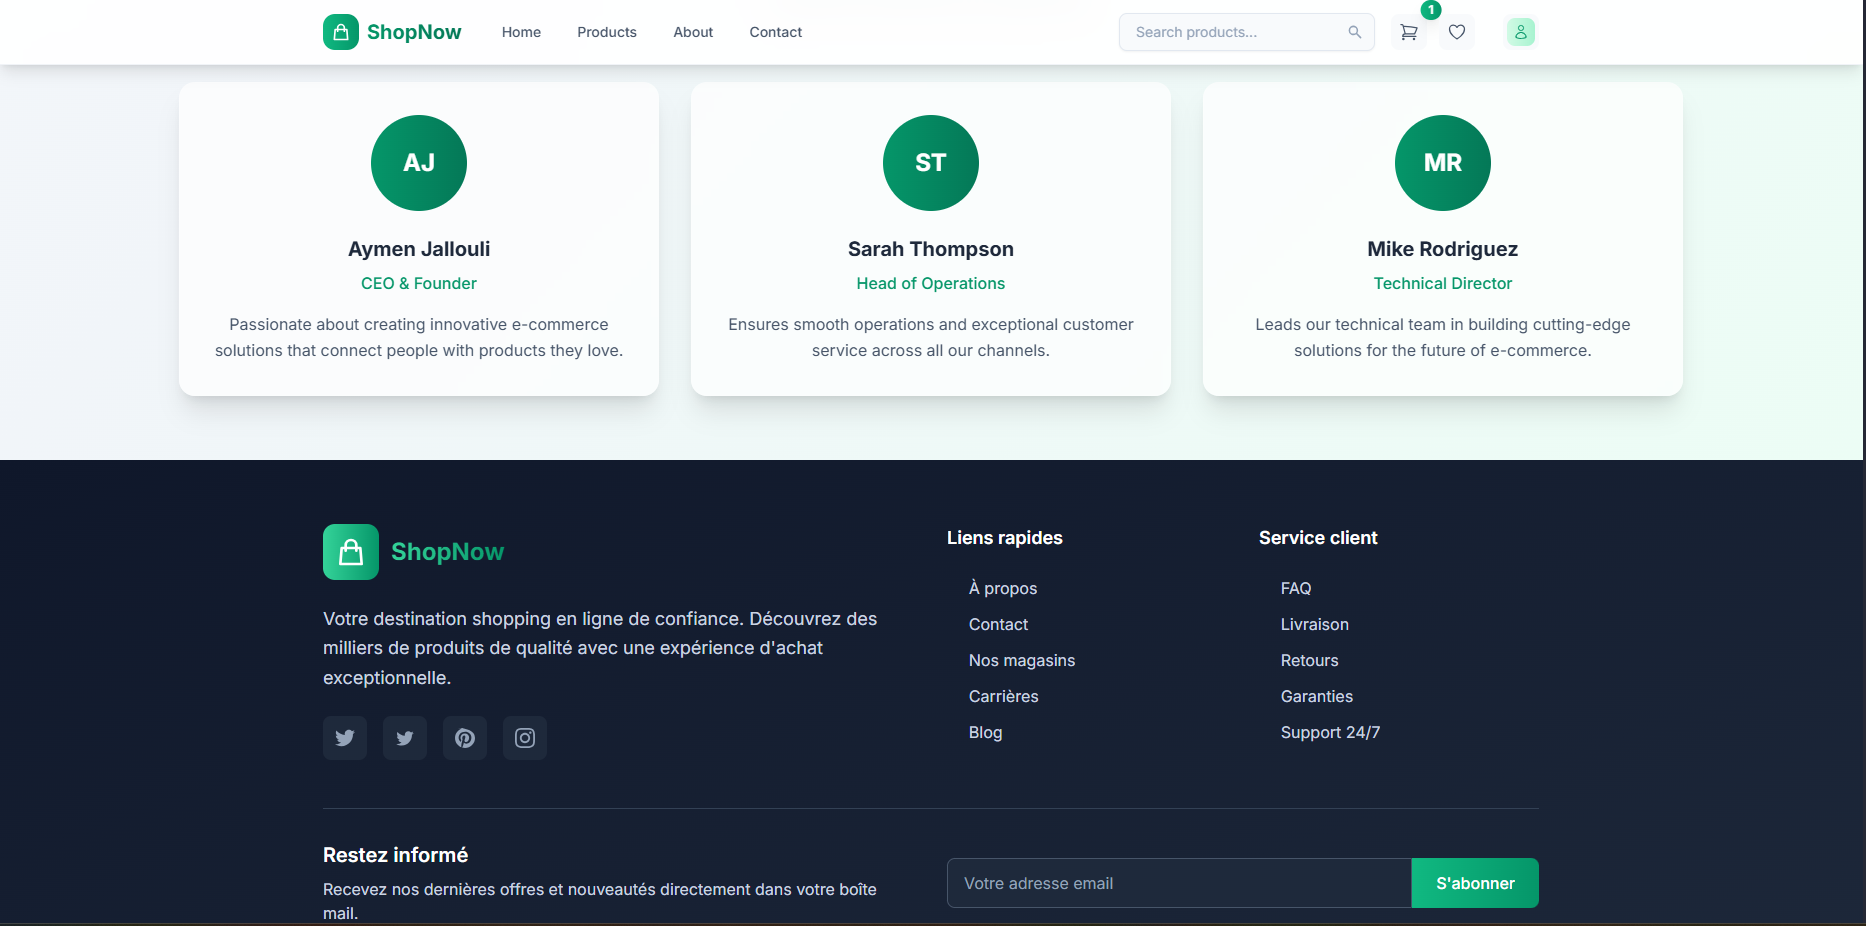 ShopNow
Home
Products
About
Contact
Search products...
1
AJ
Aymen Jallouli
CEO & Founder
Passionate about creating innovative e-commerce
solutions that connect people with products they love.
ST
Sarah Thompson
Head of Operations
Ensures smooth operations and exceptional customer
service across all our channels.
MR
Mike Rodriguez
Technical Director
Leads our technical team in building cutting-edge
solutions for the future of e-commerce.
ShopNow
Votre destination shopping en ligne de confiance. Découvrez des
milliers de produits de qualité avec une expérience d'achat
exceptionnelle.
Liens rapides
À propos
Contact
Nos magasins
Carrières
Blog
Service client
FAQ
Livraison
Retours
Garanties
Support 24/7
Restez informé
Recevez nos dernières offres et nouveautés directement dans votre boîte
mail.
Votre adresse email
S'abonner